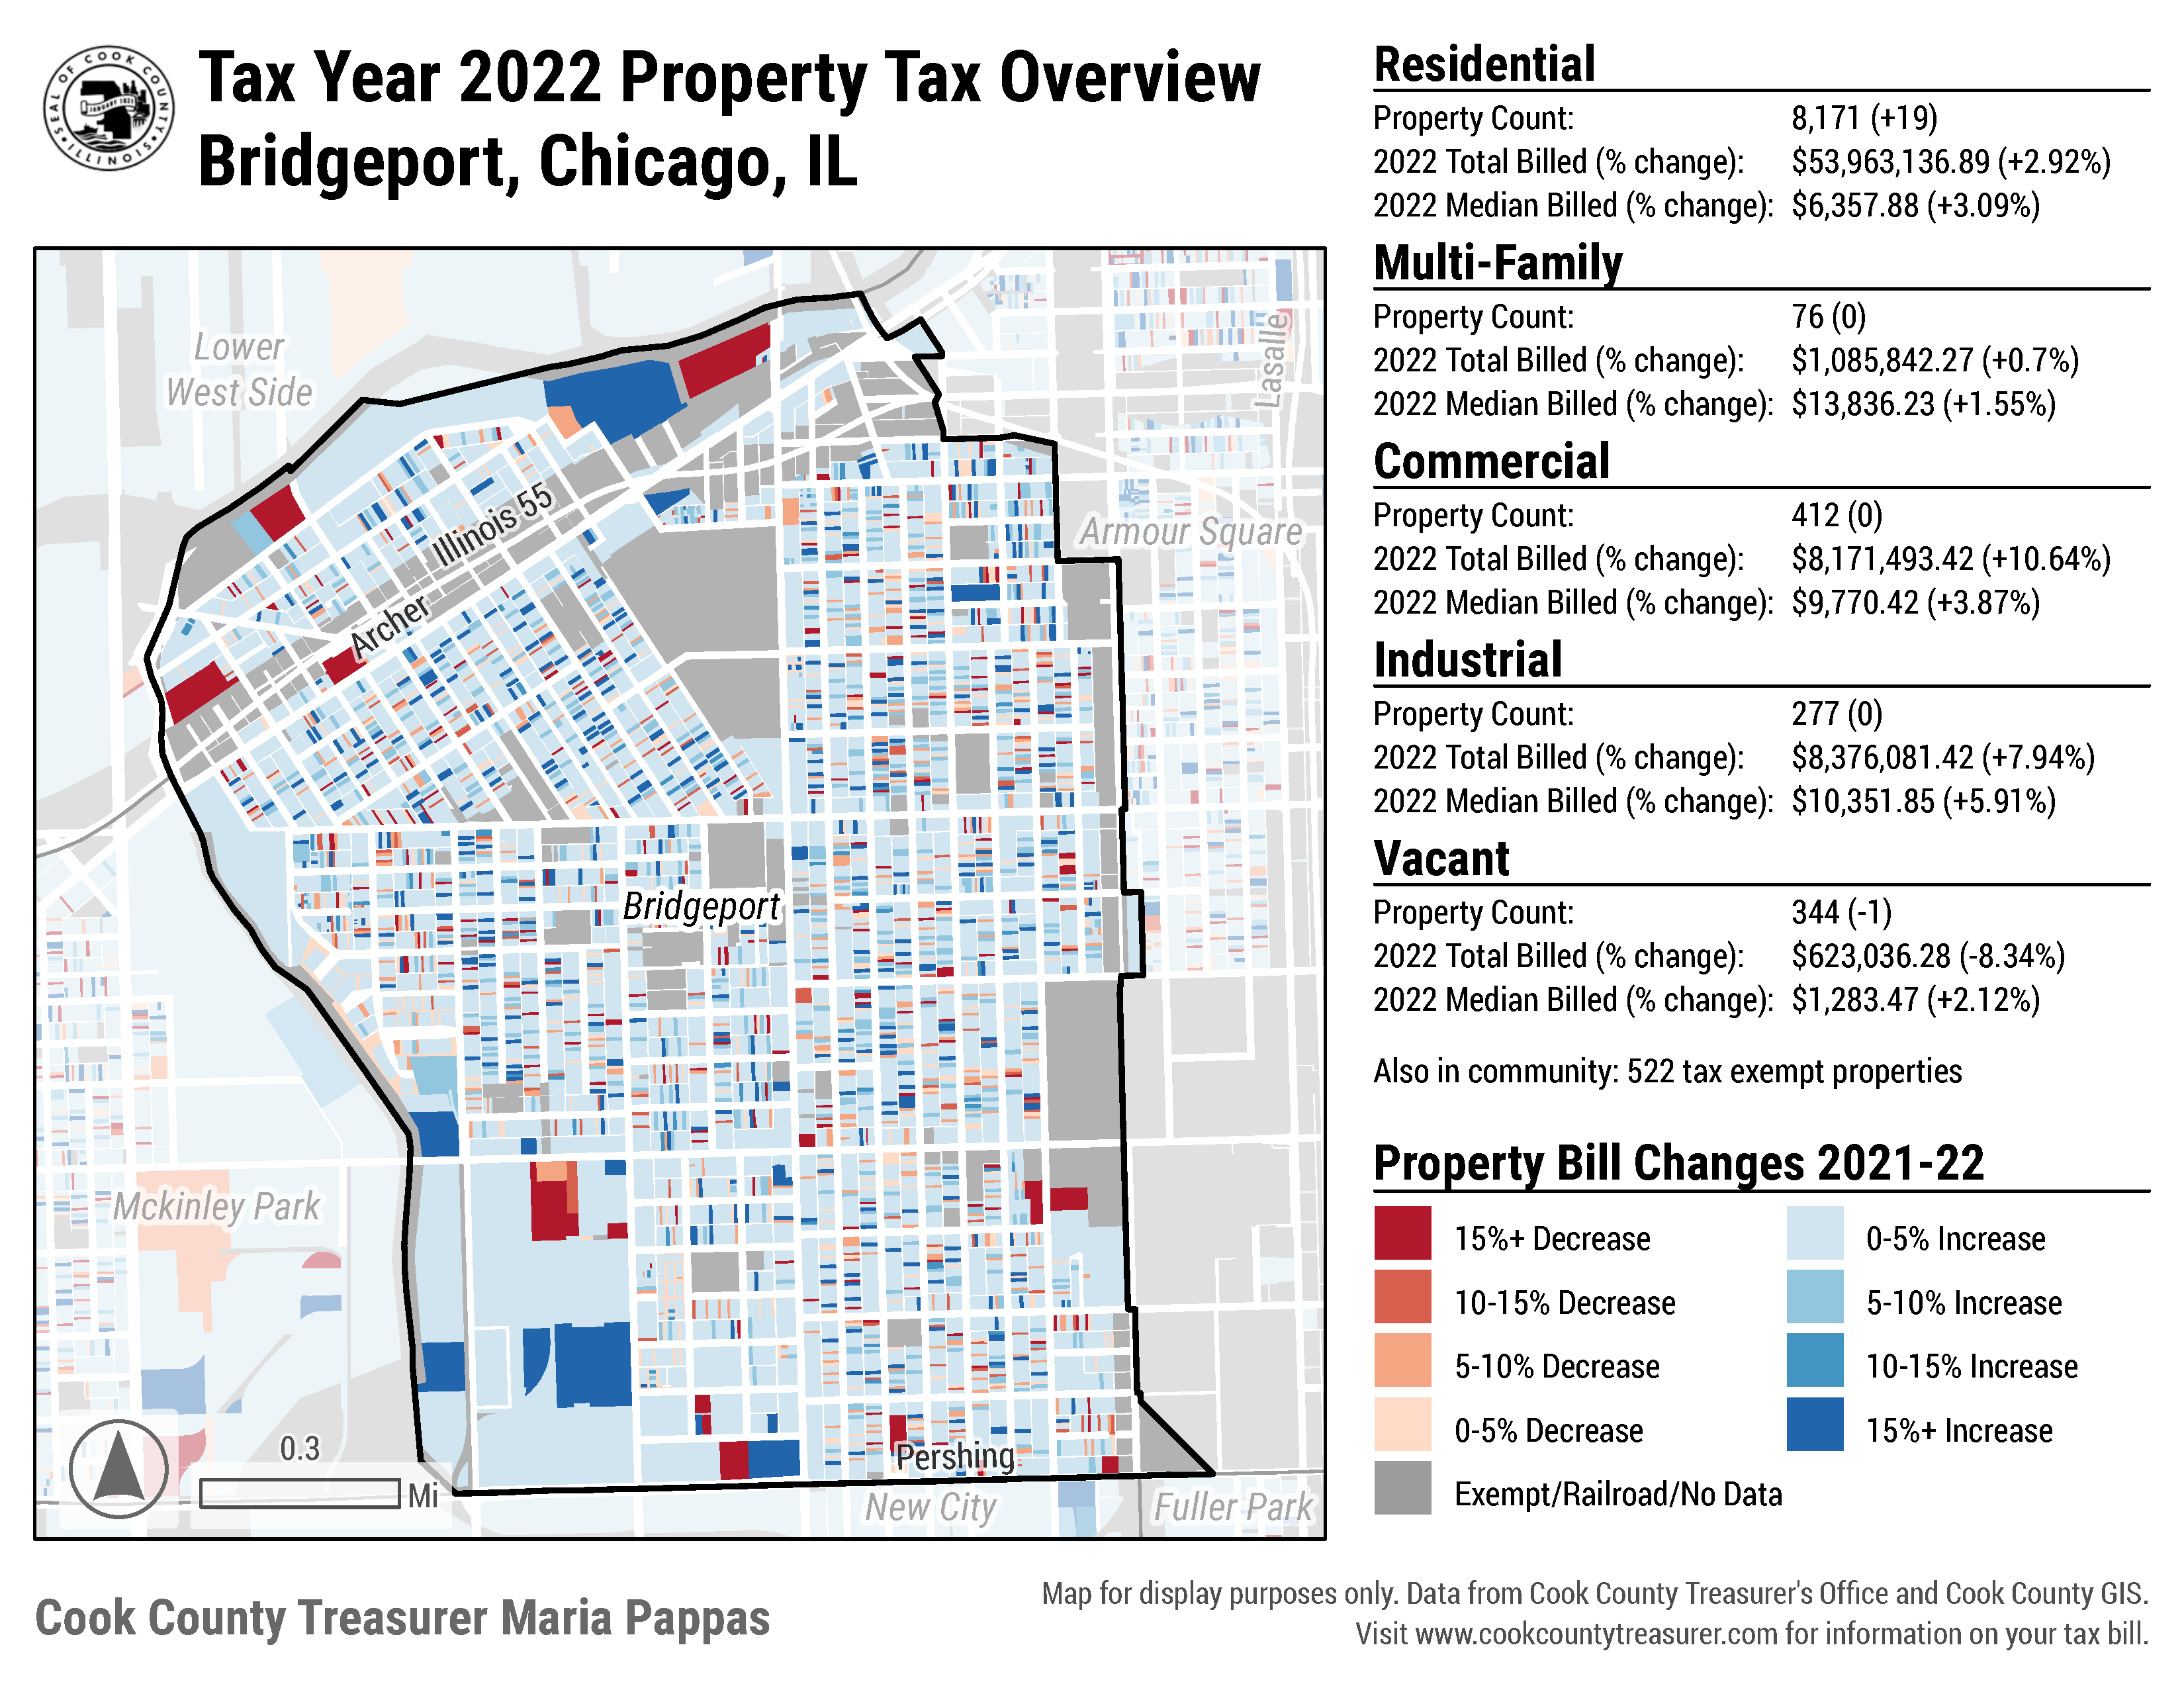 SEAL OF COOK COUNTY
JANUARY 1831
ILLINOIS
Tax Year 2022 Property Tax Overview
Bridgeport, Chicago, IL
Lower
West Side
Lasalle
Illinois 55
Armour Square
Archer
Bridgeport
Mckinley Park
0.3
Mi
Pershing
New City
Fuller Park
Residential
Property Count: 8,171 (+19)
2022 Total Billed (% change): $53,963,136.89 (+2.92%)
2022 Median Billed (% change): $6,357.88 (+3.09%)
Multi-Family
Property Count: 76 (0)
2022 Total Billed (% change): $1,085,842.27 (+0.7%)
2022 Median Billed (% change): $13,836.23 (+1.55%)
Commercial
Property Count: 412 (0)
2022 Total Billed (% change): $8,171,493.42 (+10.64%)
2022 Median Billed (% change): $9,770.42 (+3.87%)
Industrial
Property Count: 277 (0)
2022 Total Billed (% change): $8,376,081.42 (+7.94%)
2022 Median Billed (% change): $10,351.85 (+5.91%)
Vacant
Property Count: 344 (-1)
2022 Total Billed (% change): $623,036.28 (-8.34%)
2022 Median Billed (% change): $1,283.47 (+2.12%)
Also in community: 522 tax exempt properties
Property Bill Changes 2021-22
15%+ Decrease
10-15% Decrease
5-10% Decrease
0-5% Decrease
Exempt/Railroad/No Data
0-5% Increase
5-10% Increase
10-15% Increase
15%+ Increase
Cook County Treasurer Maria Pappas
Map for display purposes only. Data from Cook County Treasurer's Office and Cook County GIS.
Visit www.cookcountytreasurer.com for information on your tax bill.